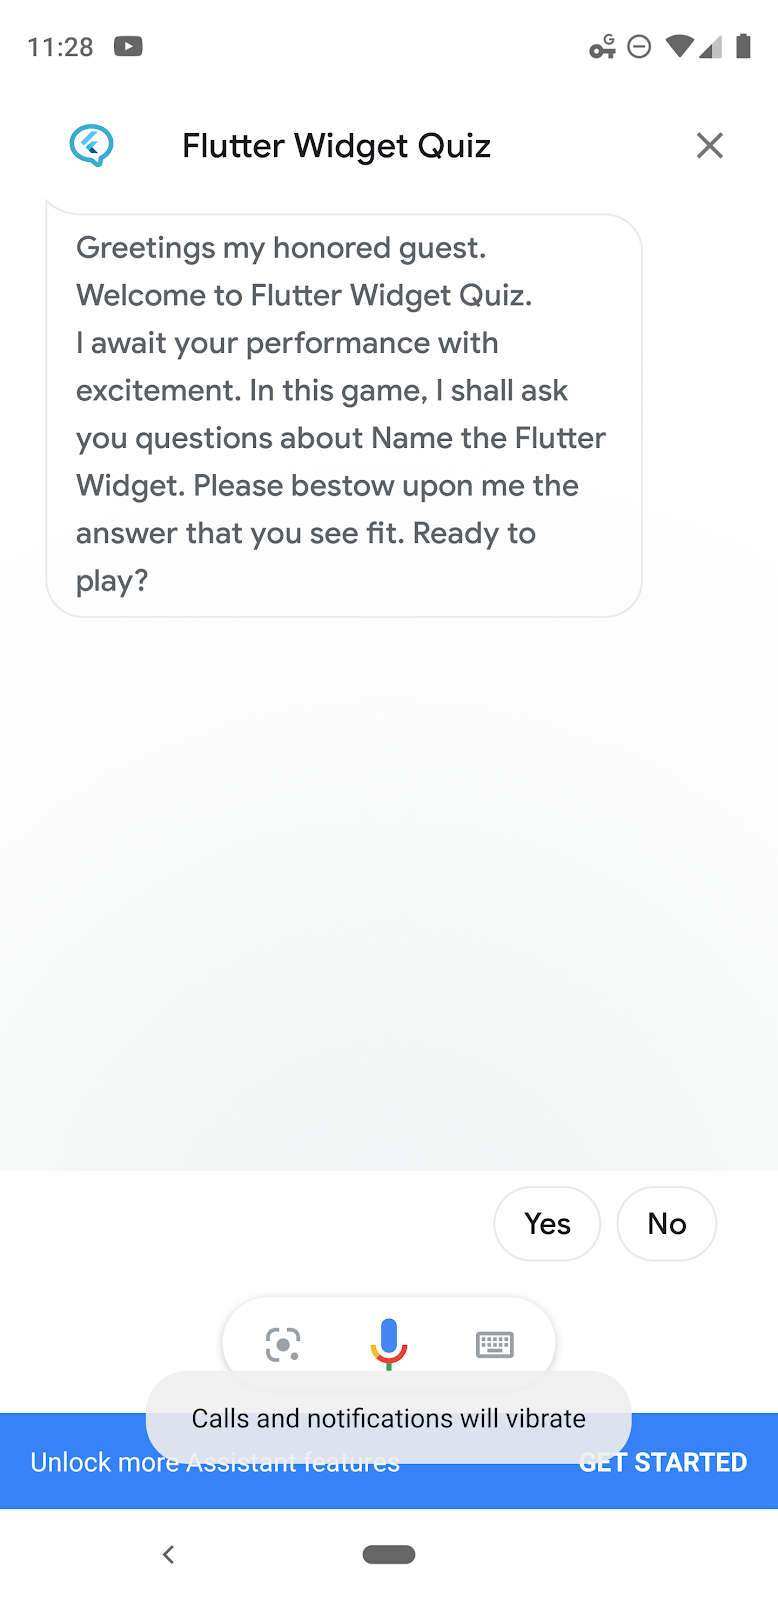 11:28
G
Flutter Widget Quiz
Greetings my honored guest.
Welcome to Flutter Widget Quiz.
I await your performance with
excitement. In this game, I shall ask
you questions about Name the Flutter
Widget. Please bestow upon me the
answer that you see fit. Ready to
play?
Yes No
Calls and notifications will vibrate
Unlock more Assistant features GET STARTED